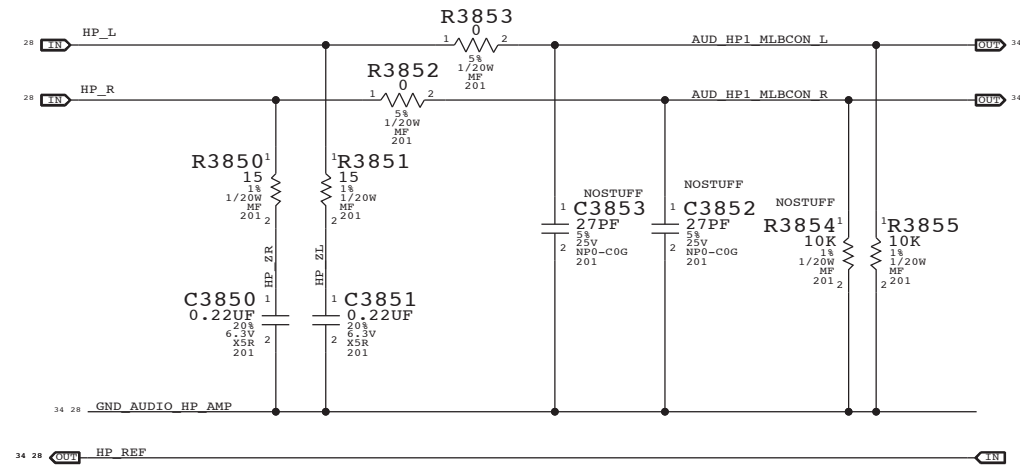 R3853
0
28 IN HP_L 1 2 AUD_HP1_MLBCON_L OUT 34
5%
1/20W
MF
201
R3852
0
28 IN HP_R 1 2 AUD_HP1_MLBCON_R OUT 34
5%
1/20W
MF
201
R3850
15
1%
1/20W
MF
201
1
2
HP_ZR
R3851
15
1%
1/20W
MF
201
1
2
HP_ZL
C3850
0.22UF
20%
6.3V
X5R
201
1
2
C3851
0.22UF
20%
6.3V
X5R
201
1
2
NOSTUFF
C3853
27PF
5%
25V
NP0-C0G
201
1
2
NOSTUFF
C3852
27PF
5%
25V
NP0-C0G
201
1
2
NOSTUFF
R3854
10K
1%
1/20W
MF
201
1
2
R3855
10K
1%
1/20W
MF
201
1
2
34 28 GND_AUDIO_HP_AMP
34 28 OUT HP_REF IN